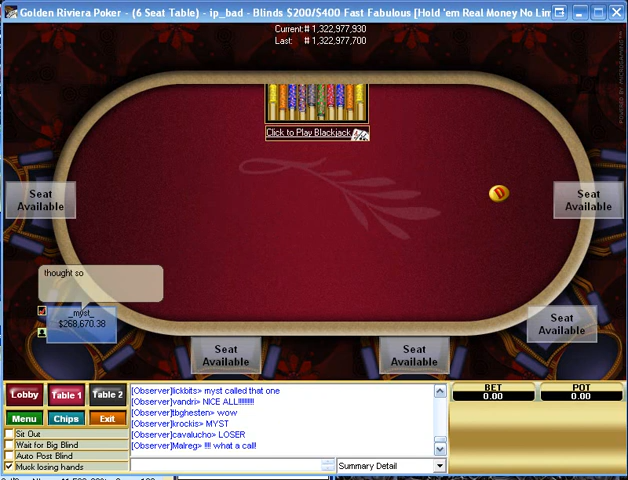 Golden Riviera Poker - (6 Seat Table) - ip_bad - Blinds $200/$400 Fast Fabulous [Hold 'em Real Money No Lim
Current:# 1,322,977,930
Last: # 1,322,977,700
Click to Play Blackjack
Seat
Available
D
Seat
Available
thought so
_myst_
$268,670.38
Seat
Available
Seat
Available
Seat
Available
Lobby
Table 1
Table 2
Menu
Chips
Exit
Sit Out
Wait for Big Blind
Auto Post Blind
Muck losing hands
[Observer]lickbits> myst called that one
[Observer]vandri> NICE ALL!!!!!!!!!!
[Observer]tbghesten> wow
[Observer]krockis> MYST
[Observer]cavalucho> LOSER
[Observer]Malreg> !!!! what a call!
Summary Detail
BET
0.00
POT
0.00